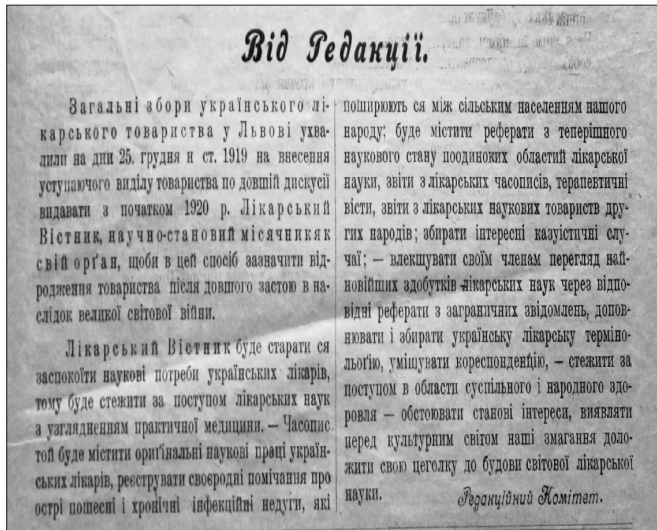 Від Редакції.
Загальні збори українського лі-
карського товариства у Львові ухва-
лили на дни 25. грудня н ст. 1919 на внесення
уступаючого виділу товариства по довшій дискусії
видавати з початком 1920 р. Лікарський
Вістник, научно-становий місячник як
свій орґан, щоби в цей спосіб зазначити від-
родження товариства після довшого застою в на-
слідок великої світової війни.
Лікарський Вістник буде старати ся
заспокоїти наукові потреби українських лікарів,
тому буде стежити за поступом лікарських наук
з узглядненням практичної медицини. — Часопис
той буде містити ориґінальні наукові праці україн-
ських лікарів, реєструвати своєродні помічання про
острі пошесні і хронічні інфекційні недуги, які
поширюють ся між сільським населенням нашого
народу; буде містити реферати з теперішного
наукового стану поодиноких областий лікарської
науки, звіти з лікарських часописів, терапевтичні
вісти, звіти з лікарських наукових товариств дру-
гих народів; збирати інтересні казуістичні слу-
чаї; — влекшувати своїм членам перегляд най-
новійших здобутків лікарських наук через відпо-
відні реферати з заграничних звідомлень, доповн-
нювати і збирати українську лікарську терміно-
льоґію, уміщувати кореспонденцію, — стежити за
поступом в области суспільного і народного здо-
ровля — обстоювати станові інтереси, виявляти
перед культурним світом наші змагання доло-
жити свою цеголку до будови світової лікарської
науки.
Редакційний Комітет.